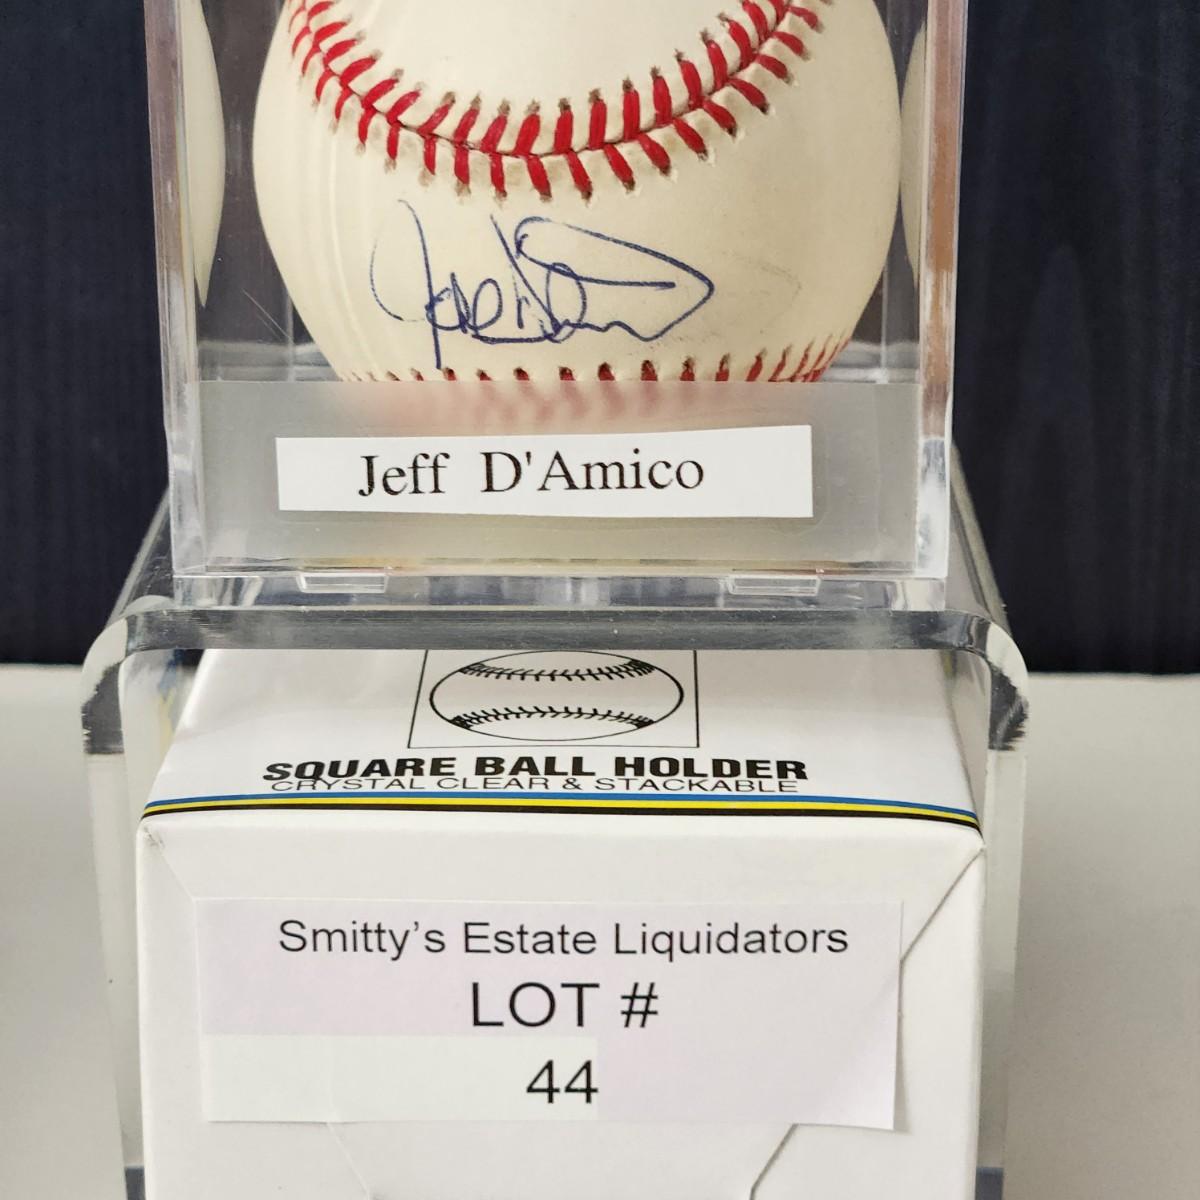 Jeff D'Amico
SQUARE BALL HOLDER
CRYSTAL CLEAR & STACKABLE
Smitty’s Estate Liquidators
LOT #
44